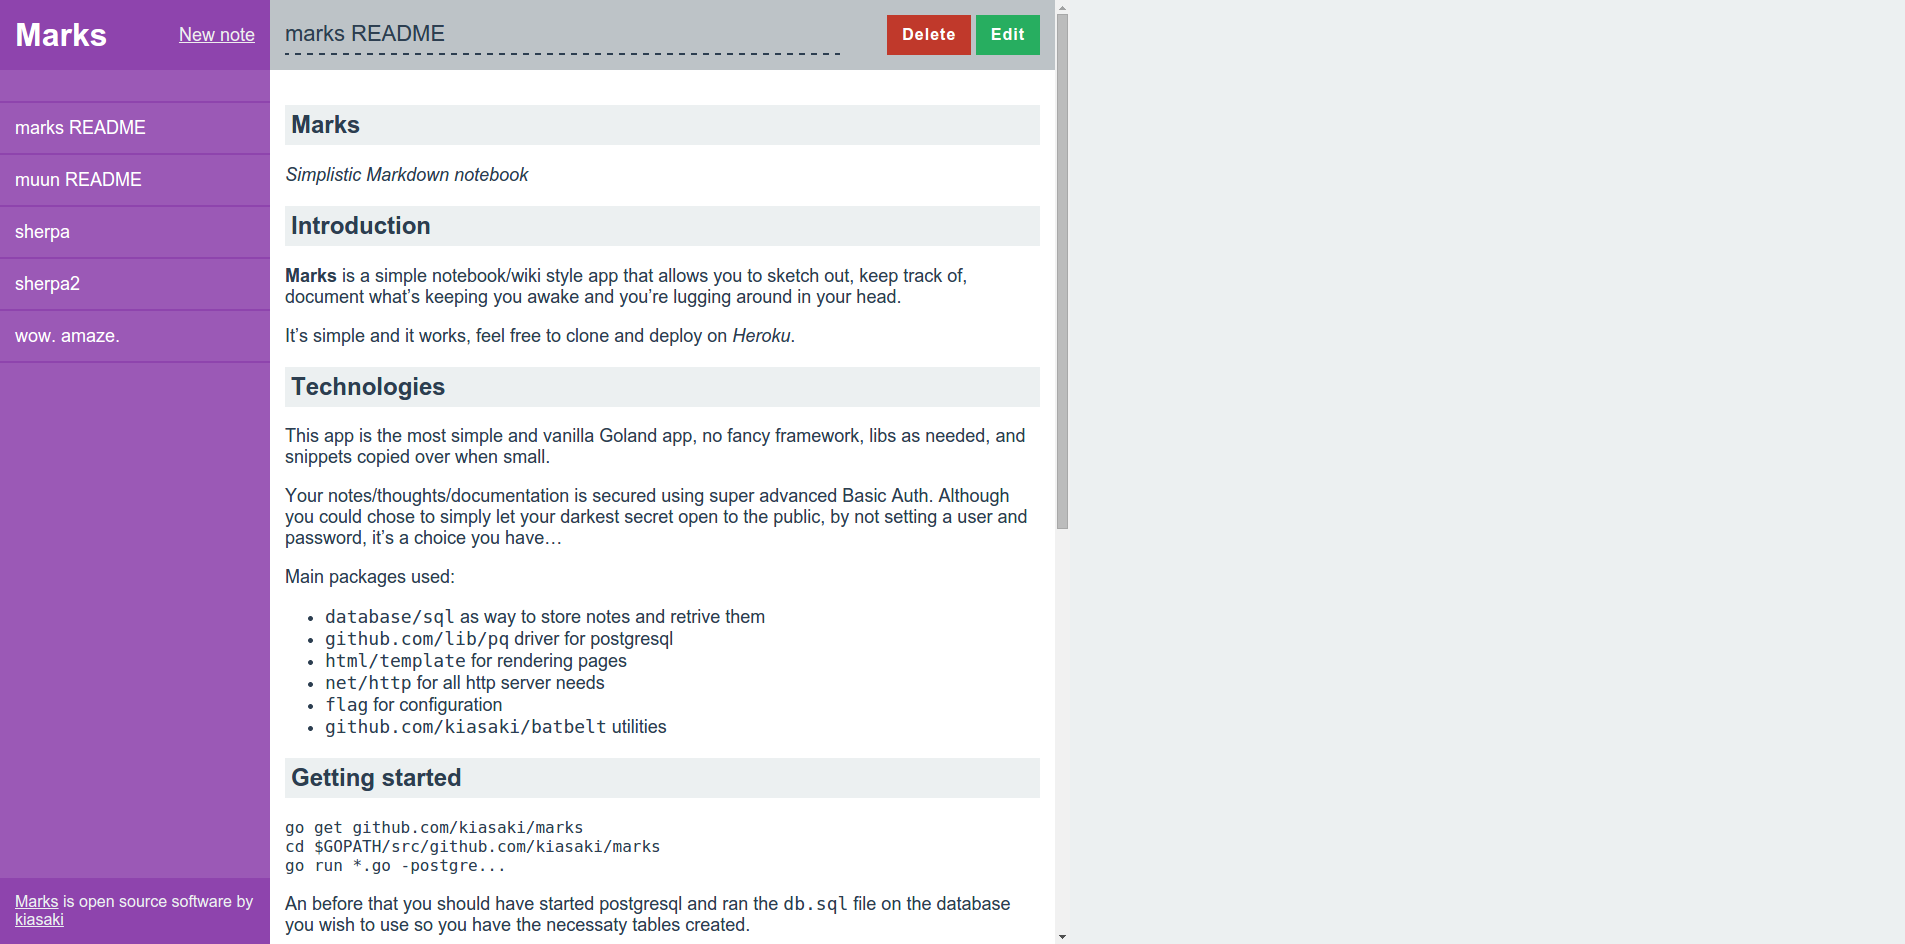 Marks
New note
marks README
muun README
sherpa
sherpa2
wow. amaze.
Marks is open source software by
kiasaki
marks README
Delete
Edit
Marks
Simplistic Markdown notebook
Introduction
Marks is a simple notebook/wiki style app that allows you to sketch out, keep track of,
document what’s keeping you awake and you’re lugging around in your head.
It’s simple and it works, feel free to clone and deploy on Heroku.
Technologies
This app is the most simple and vanilla Goland app, no fancy framework, libs as needed, and
snippets copied over when small.
Your notes/thoughts/documentation is secured using super advanced Basic Auth. Although
you could chose to simply let your darkest secret open to the public, by not setting a user and
password, it’s a choice you have…
Main packages used:
• database/sql as way to store notes and retrive them
• github.com/lib/pq driver for postgresql
• html/template for rendering pages
• net/http for all http server needs
• flag for configuration
• github.com/kiasaki/batbelt utilities
Getting started
go get github.com/kiasaki/marks
cd $GOPATH/src/github.com/kiasaki/marks
go run *.go -postgre...
An before that you should have started postgresql and ran the db.sql file on the database
you wish to use so you have the necessaty tables created.